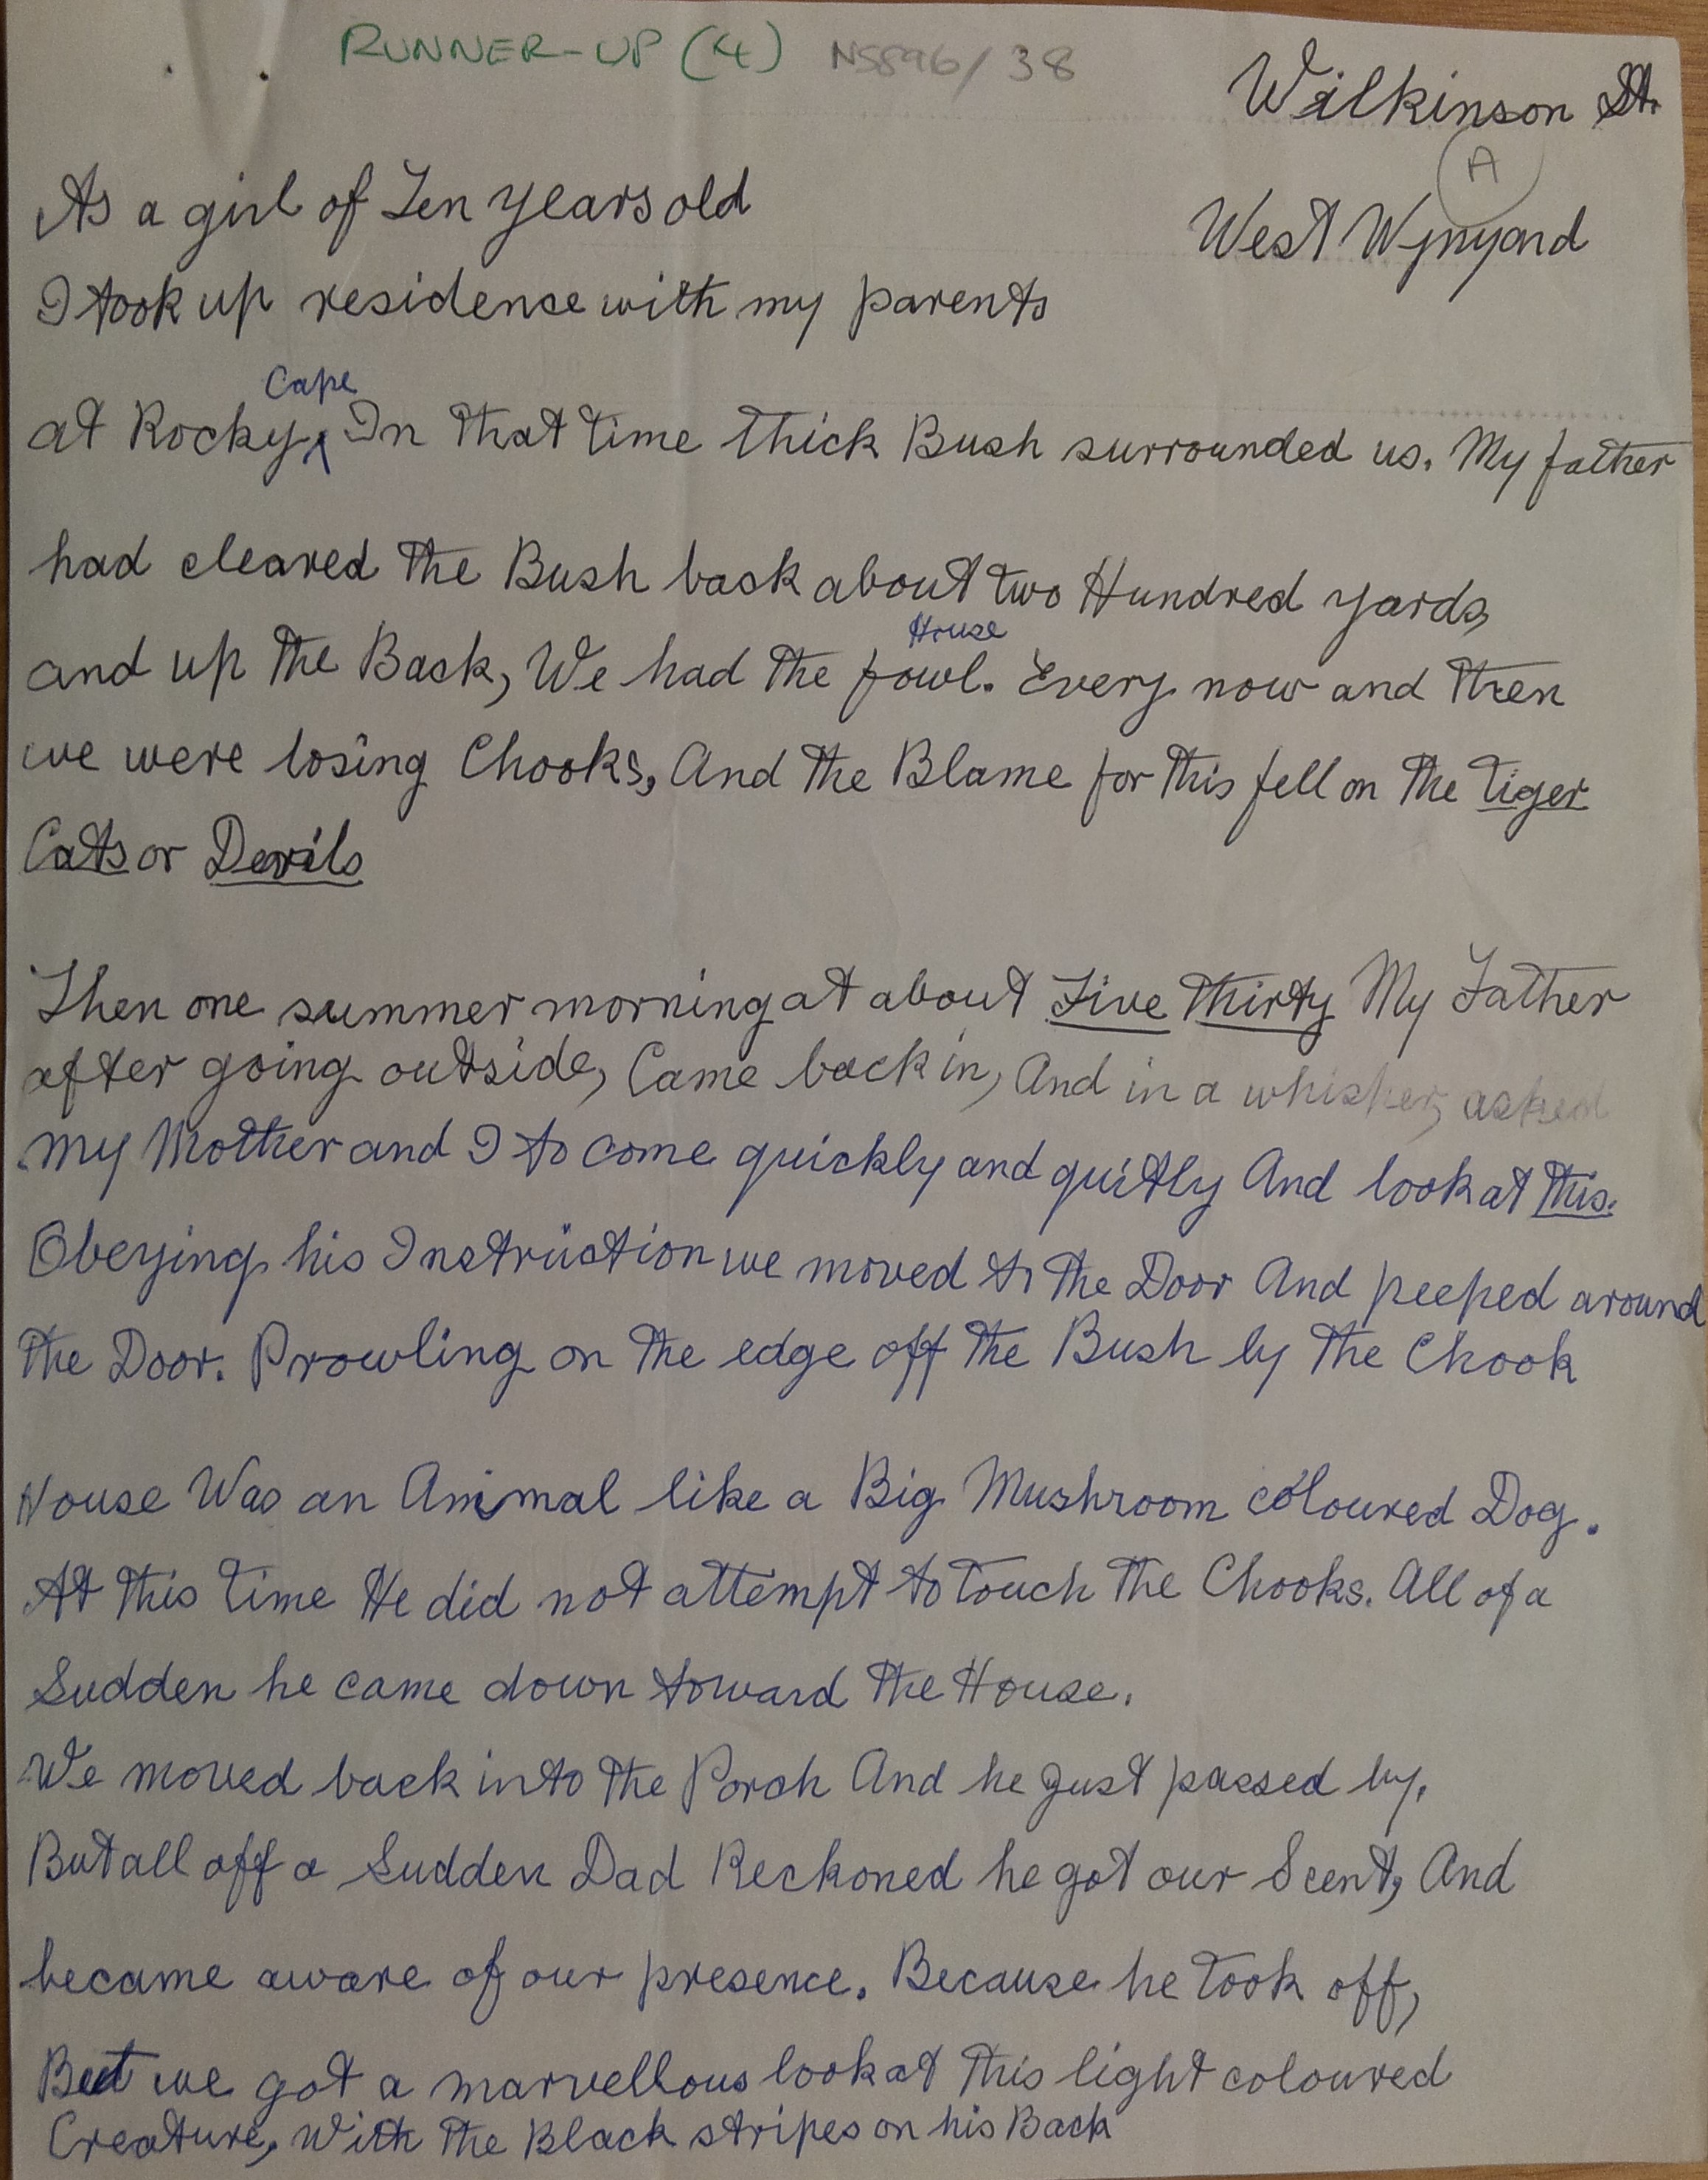 RUNNER-UP (4) NS896/38
Wilkinson St.
A
West Wynyard
As a girl of Ten years old
I took up residence with my parents
at Rocky Cape In that time thick Bush surrounded us. My father
had cleared the Bush back about two Hundred yards,
and up the Back, We had the fowl House. Every now and then
we were losing Chooks, And the Blame for this fell on the Tiger
Cats or Devils
Then one summer morning at about Five Thirty My Father
after going outside, Came back in, And in a whisper, asked
my Mother and I to come quickly and quitly And look at this.
Obeying his Instruction we moved to the Door And peeped around
the Door. Prowling on the edge off the Bush by the Chook
House Was an Animal like a Big Mushroom coloured Dog.
At this time He did not attempt to touch the Chooks. All of a
Sudden he came down toward the House.
We moved back into the Porch And he Just passed by.
But all off a Sudden Dad Reckoned he got our Scent, And
became aware of our presence. Because he took off,
But we got a marvellous look at this light coloured
Creature, With the Black stripes on his Back